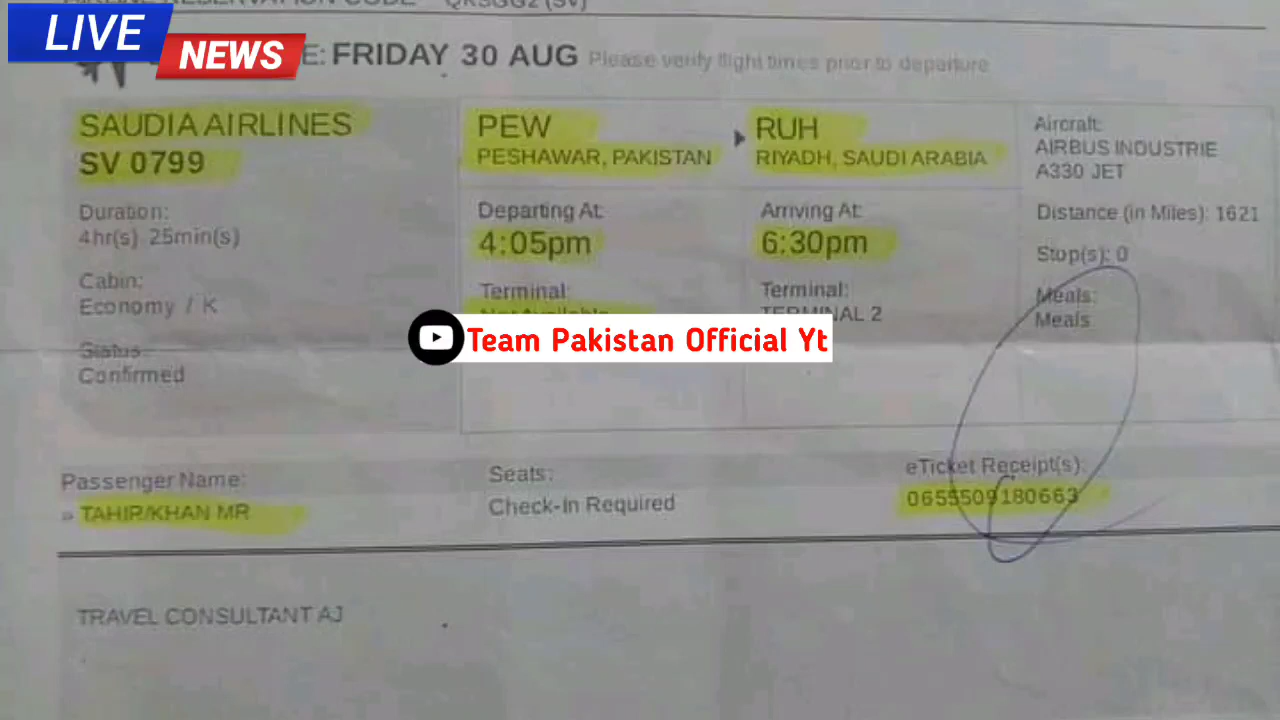 LIVE
NEWS
E: FRIDAY 30 AUG Please verify flight times prior to departure
SAUDIA AIRLINES
SV 0799
Duration:
4hr(s) 25min(s)
Cabin:
Economy / K
Status:
Confirmed
PEW
PESHAWAR, PAKISTAN
Departing At:
4:05pm
Terminal:
Not Available
RUH
RIYADH, SAUDI ARABIA
Arriving At:
6:30pm
Terminal:
TERMINAL 2
Aircraft:
AIRBUS INDUSTRIE
A330 JET
Distance (in Miles): 1621
Stop(s): 0
Meals:
Meals
Team Pakistan Official Yt
Passenger Name:
» TAHIR/KHAN MR
Seats:
Check-In Required
eTicket Receipt(s):
0655509180663
TRAVEL CONSULTANT AJ